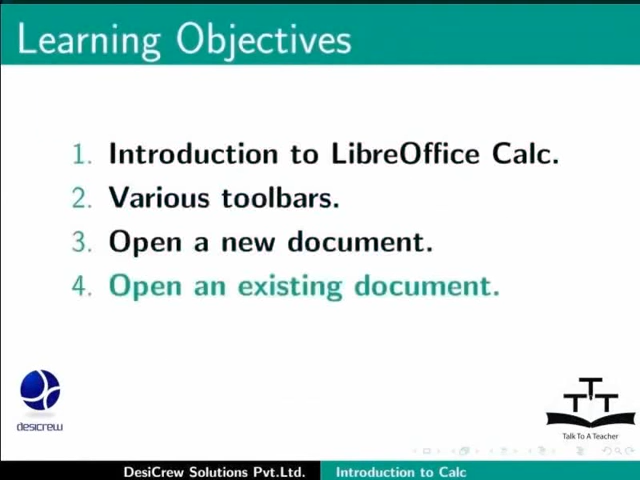 Learning Objectives
1. Introduction to LibreOffice Calc.
2. Various toolbars.
3. Open a new document.
4. Open an existing document.
desicrew
TTT
Talk To A Teacher
DesiCrew Solutions Pvt.Ltd. Introduction to Calc